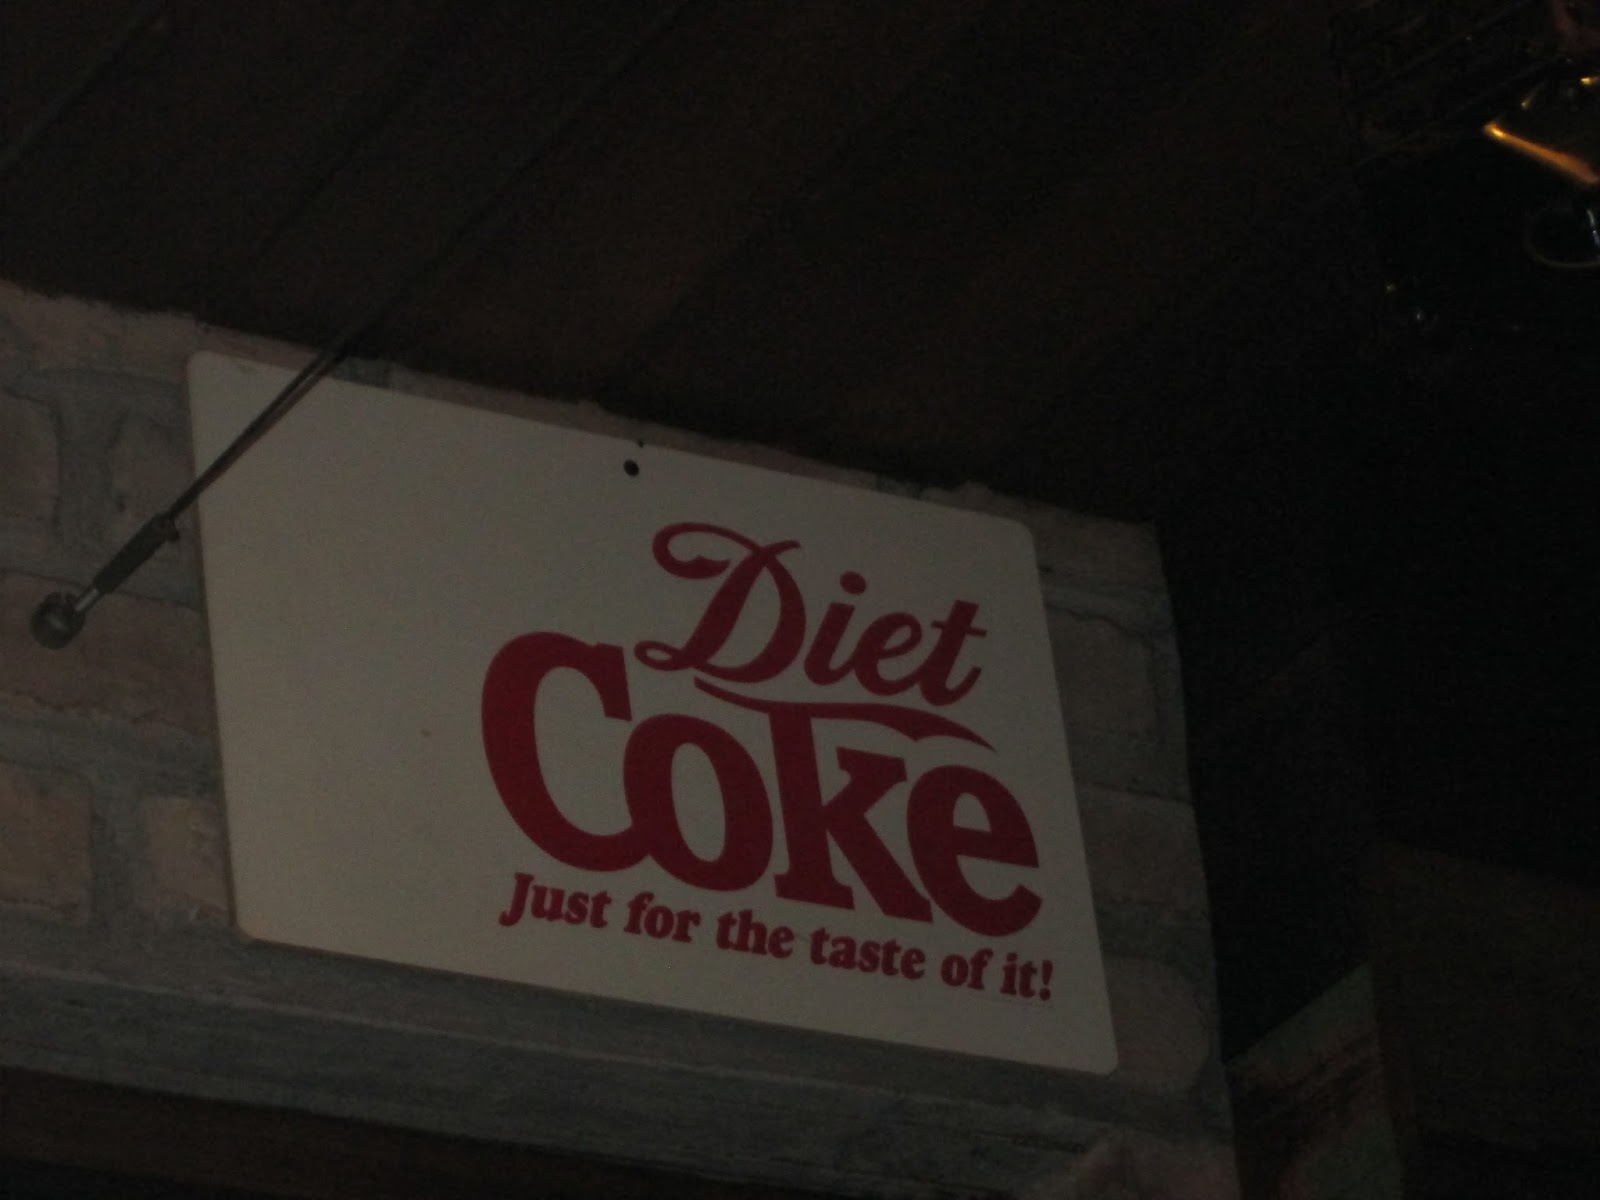 Diet
Coke
Just for the taste of it!